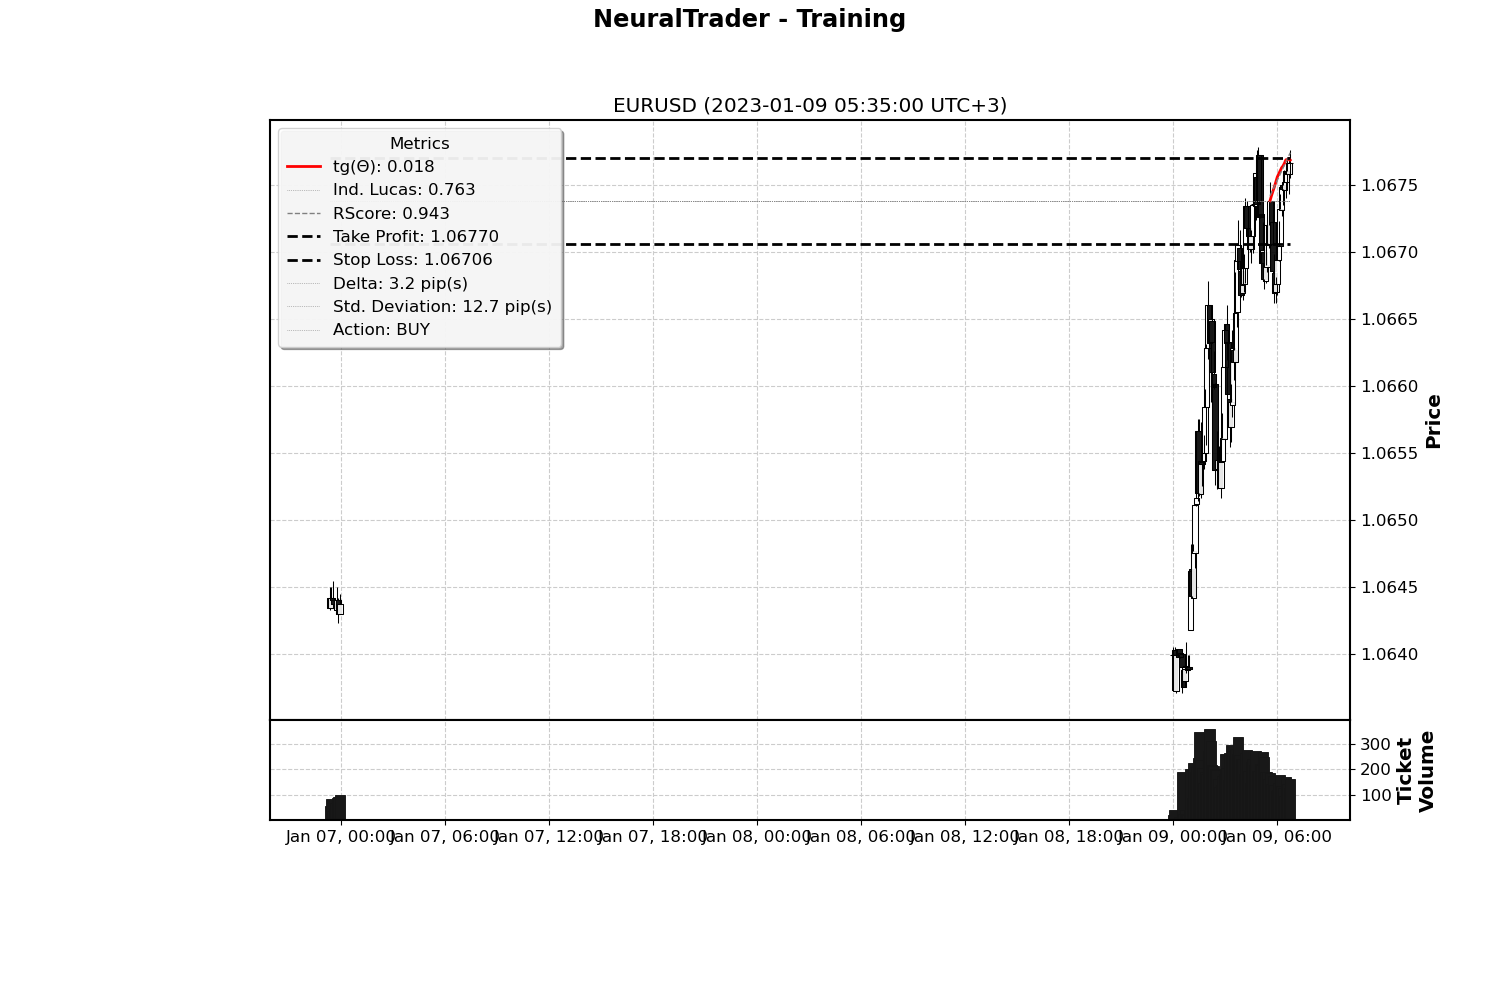 NeuralTrader - Training
EURUSD (2023-01-09 05:35:00 UTC+3)
Metrics
tg(Θ): 0.018
Ind. Lucas: 0.763
RScore: 0.943
Take Profit: 1.06770
Stop Loss: 1.06706
Delta: 3.2 pip(s)
Std. Deviation: 12.7 pip(s)
Action: BUY
1.0675
1.0670
1.0665
1.0660
1.0655
1.0650
1.0645
1.0640
Price
300
200
100
Ticket
Volume
Jan 07, 00:00 Jan 07, 06:00 Jan 07, 12:00 Jan 07, 18:00 Jan 08, 00:00 Jan 08, 06:00 Jan 08, 12:00 Jan 08, 18:00 Jan 09, 00:00 Jan 09, 06:00